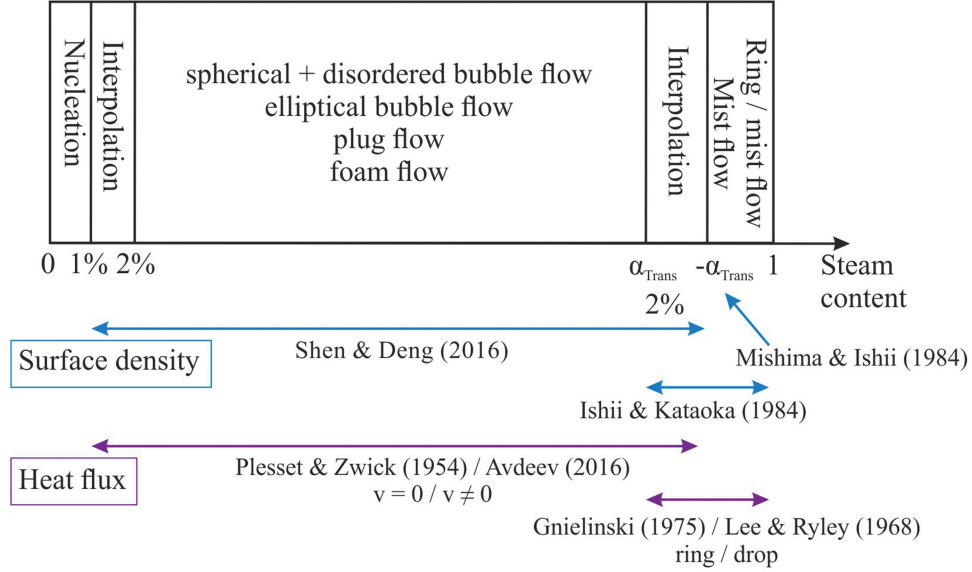 Nucleation
Interpolation
spherical + disordered bubble flow
elliptical bubble flow
plug flow
foam flow
Interpolation
Ring / mist flow
Mist flow
0 1% 2% αTrans -αTrans 1 Steam
content
2%
Shen & Deng (2016)
Surface density
Mishima & Ishii (1984)
Ishii & Kataoka (1984)
Plesset & Zwick (1954) / Avdeev (2016)
v = 0 / v ≠ 0
Heat flux
Gnielinski (1975) / Lee & Ryley (1968)
ring / drop